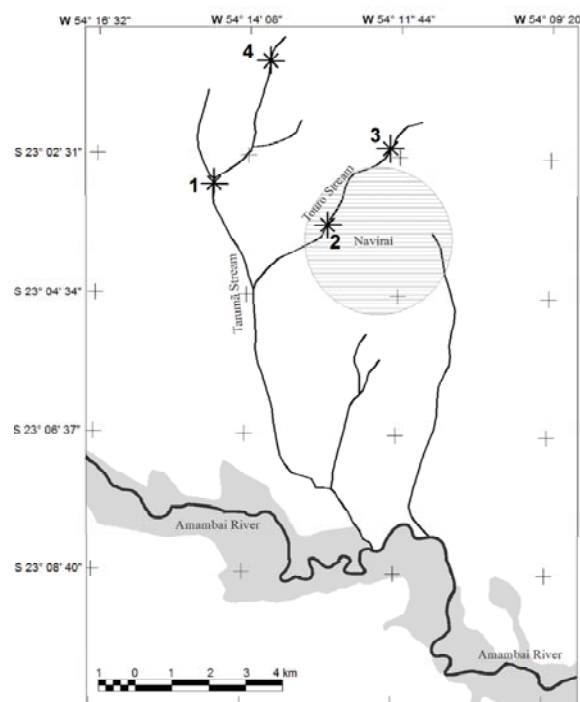 W 54° 16' 32" W 54° 14' 08" W 54° 11' 44" W 54° 09' 20"
4
3
S 23° 02' 31"
1
Touro Stream
2
Naviraí
Tarumã Stream
S 23° 04' 34"
S 23° 06' 37"
Amambai River
S 23° 08' 40"
Amambai River
1 0 1 2 3 4 km